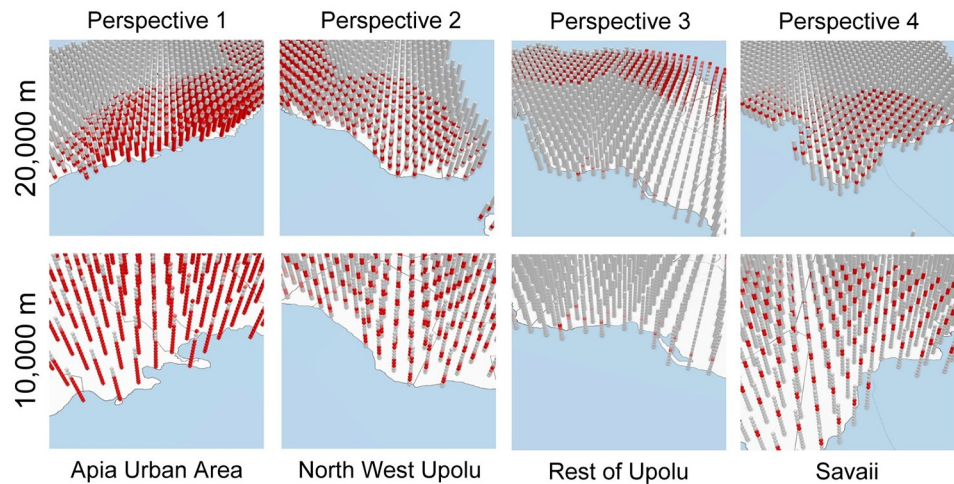 Perspective 1
Perspective 2
Perspective 3
Perspective 4
20,000 m
10,000 m
Apia Urban Area
North West Upolu
Rest of Upolu
Savaii